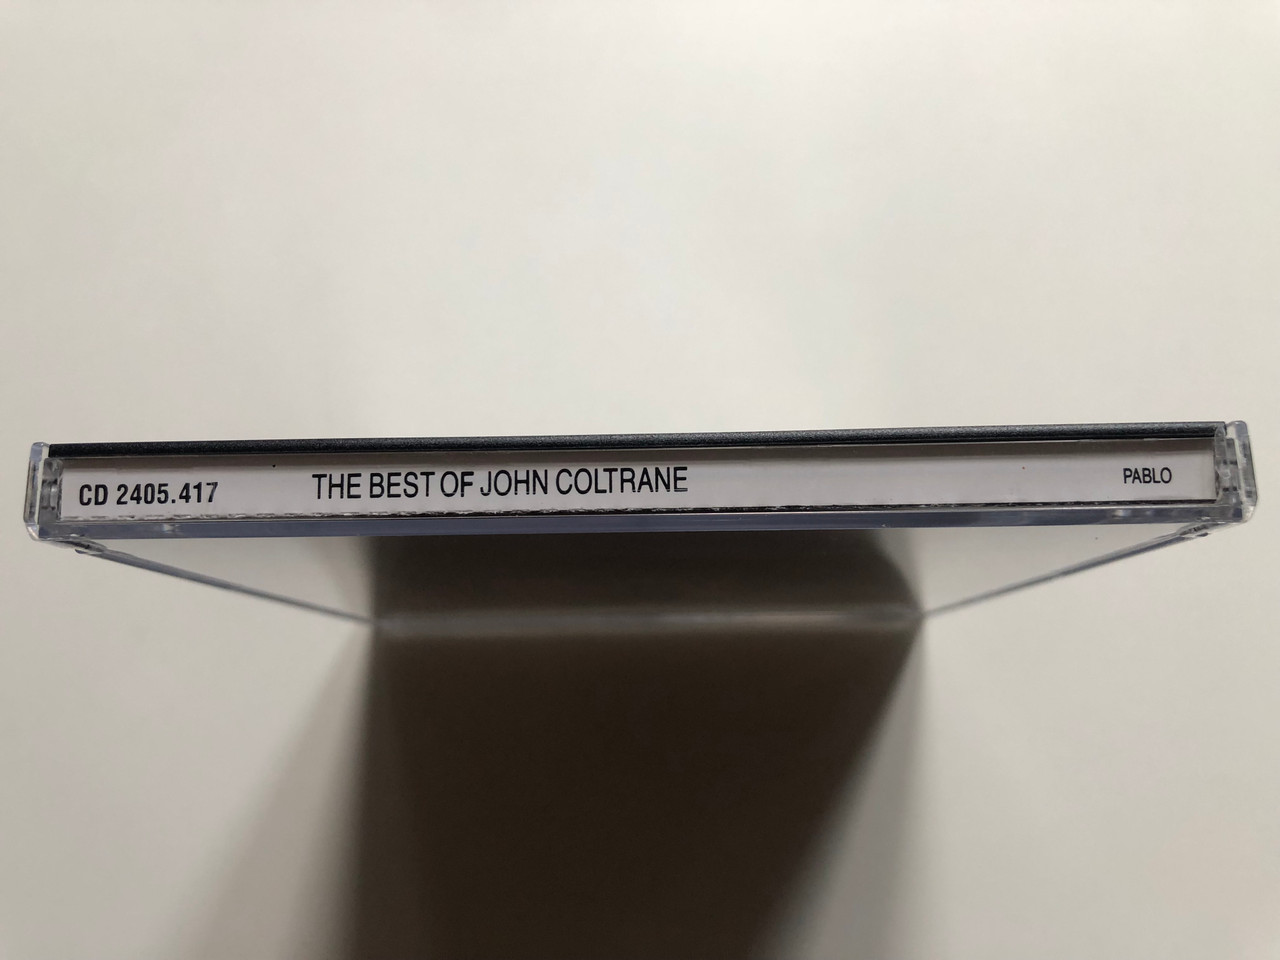 CD 2405.417 THE BEST OF JOHN COLTRANE PABLO